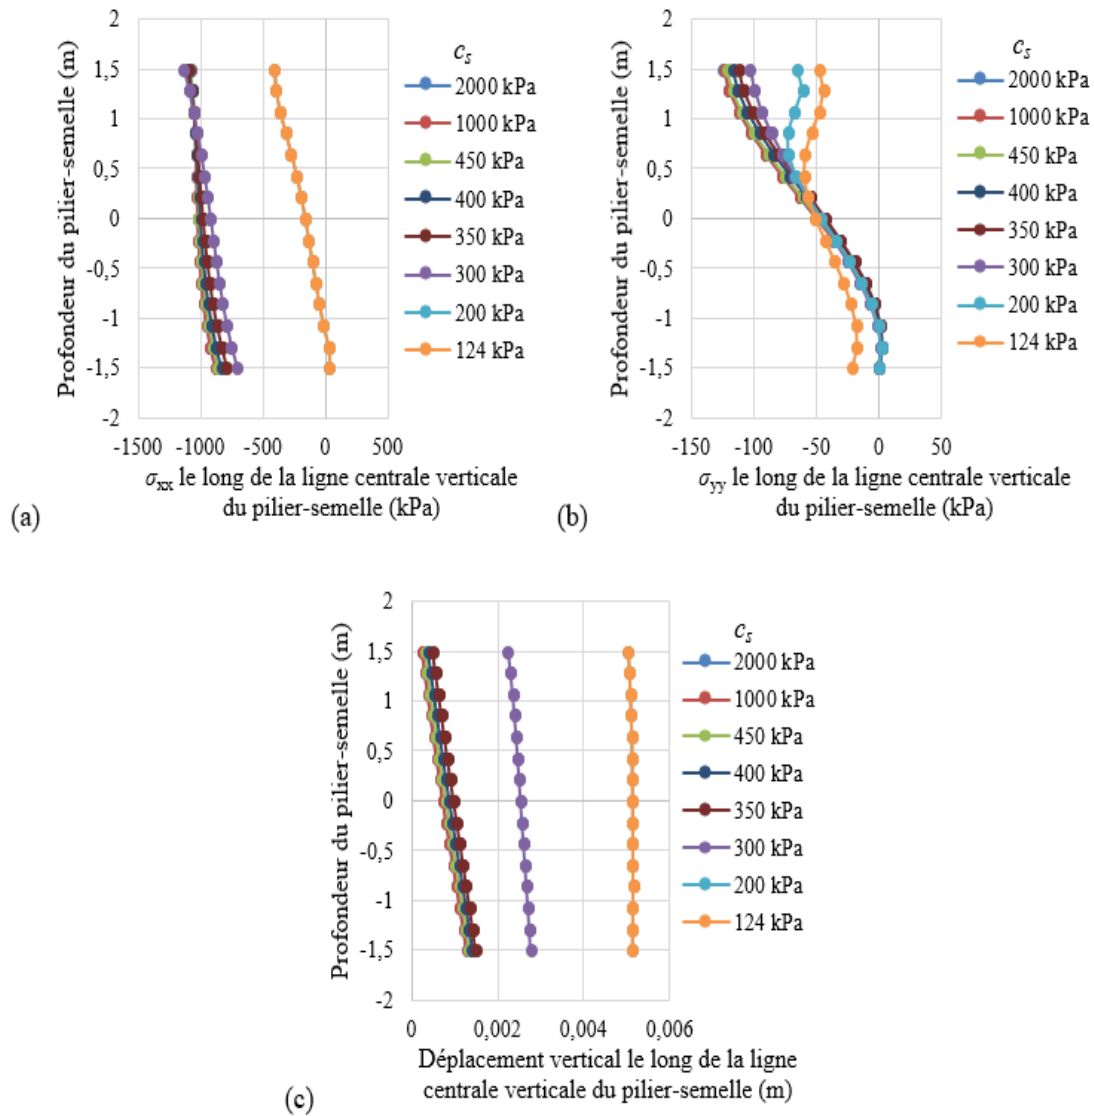 2
1,5
1
0,5
0
-0,5
-1
-1,5
-2
Profondeur du pilier-semelle (m)
-1500 -1000 -500 0 500
σxx le long de la ligne centrale verticale
du pilier-semelle (kPa)
(a)
cs
2000 kPa
1000 kPa
450 kPa
400 kPa
350 kPa
300 kPa
200 kPa
124 kPa
2
1,5
1
0,5
0
-0,5
-1
-1,5
-2
Profondeur du pilier-semelle (m)
-150 -100 -50 0 50
σyy le long de la ligne centrale verticale
du pilier-semelle (kPa)
(b)
cs
2000 kPa
1000 kPa
450 kPa
400 kPa
350 kPa
300 kPa
200 kPa
124 kPa
2
1,5
1
0,5
0
-0,5
-1
-1,5
-2
Profondeur du pilier-semelle (m)
0 0,002 0,004 0,006
Déplacement vertical le long de la ligne
centrale verticale du pilier-semelle (m)
(c)
cs
2000 kPa
1000 kPa
450 kPa
400 kPa
350 kPa
300 kPa
200 kPa
124 kPa